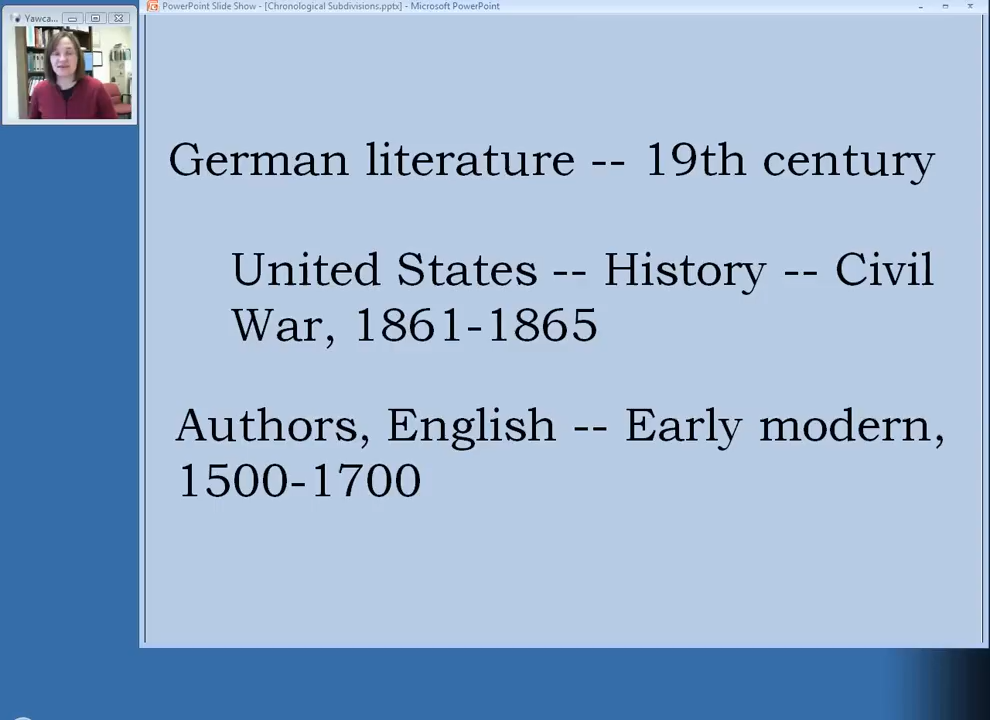 Yawca...
PowerPoint Slide Show - [Chronological Subdivisions.pptx] - Microsoft PowerPoint
German literature -- 19th century
United States -- History -- Civil
War, 1861-1865
Authors, English -- Early modern,
1500-1700